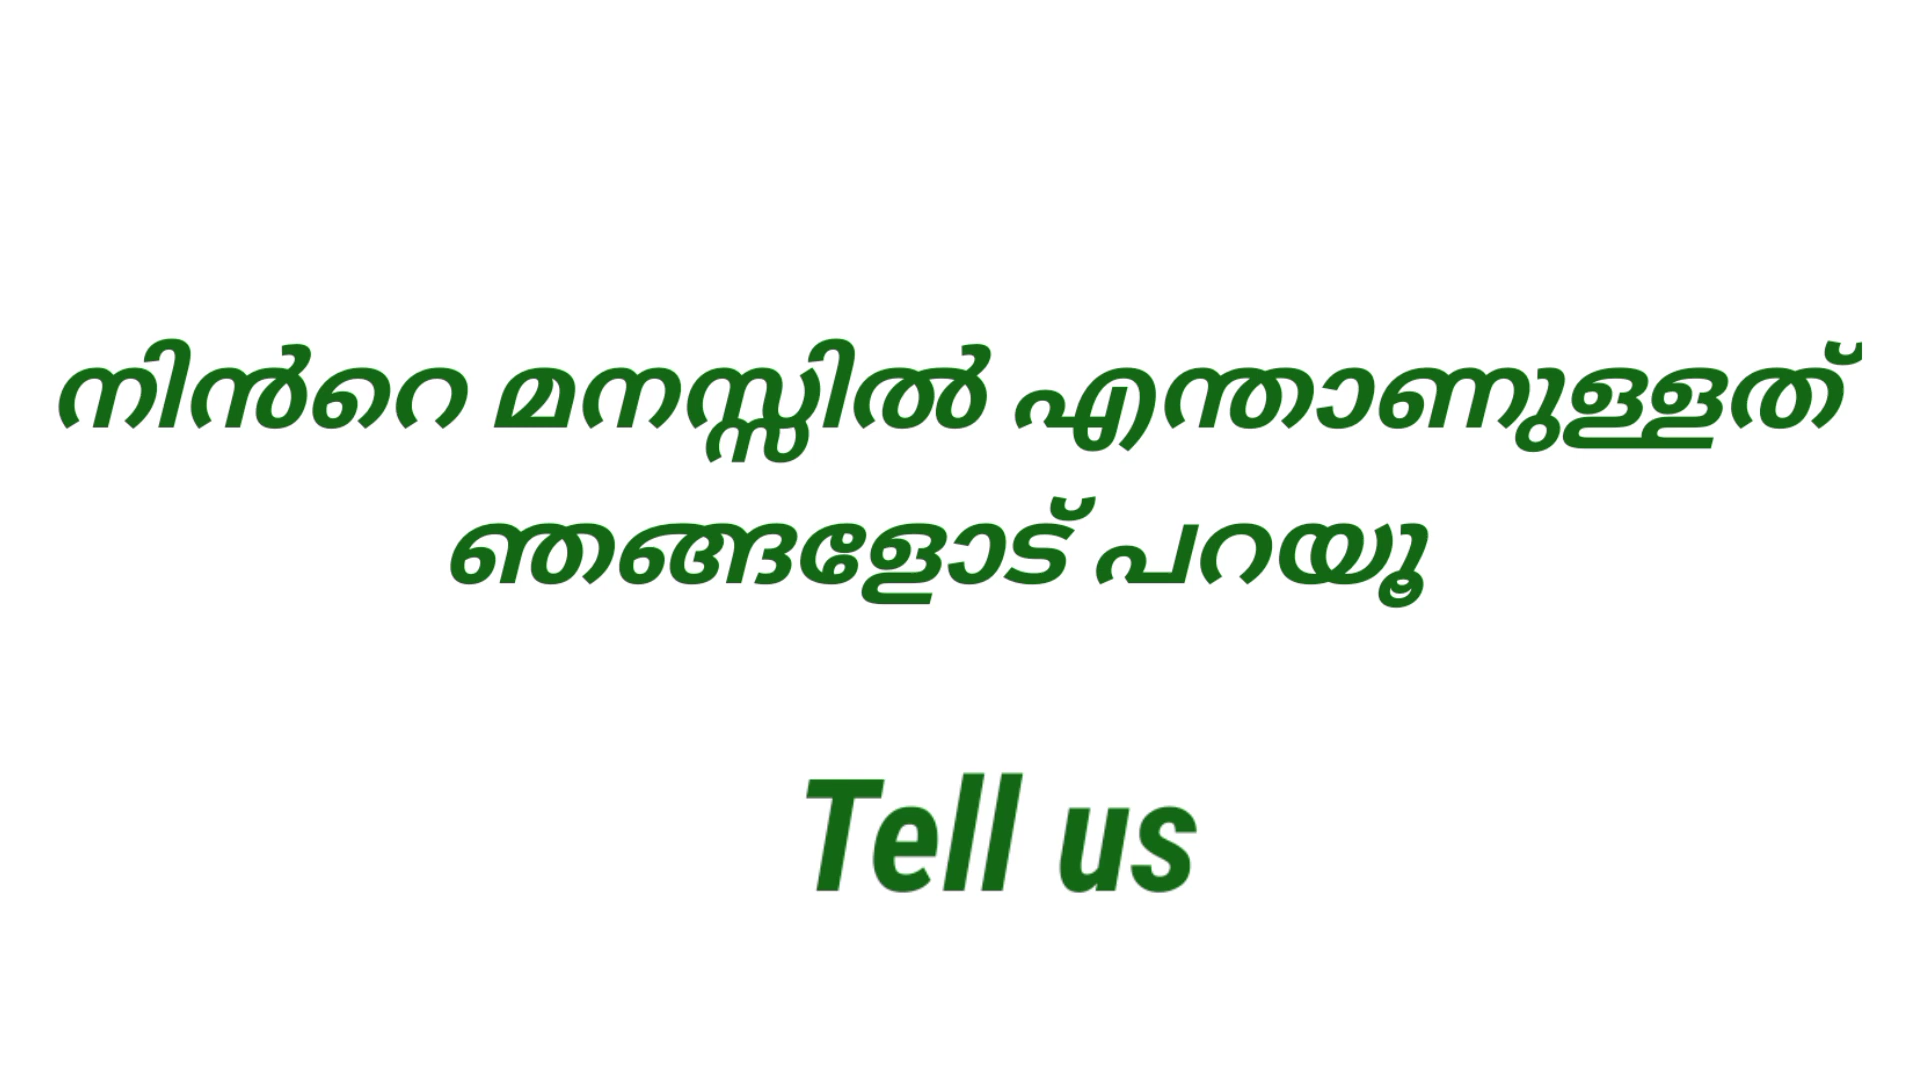 നിൻറെ മനസ്സിൽ എന്താണുള്ളത്
ഞങ്ങളോട് പറയൂ
Tell us